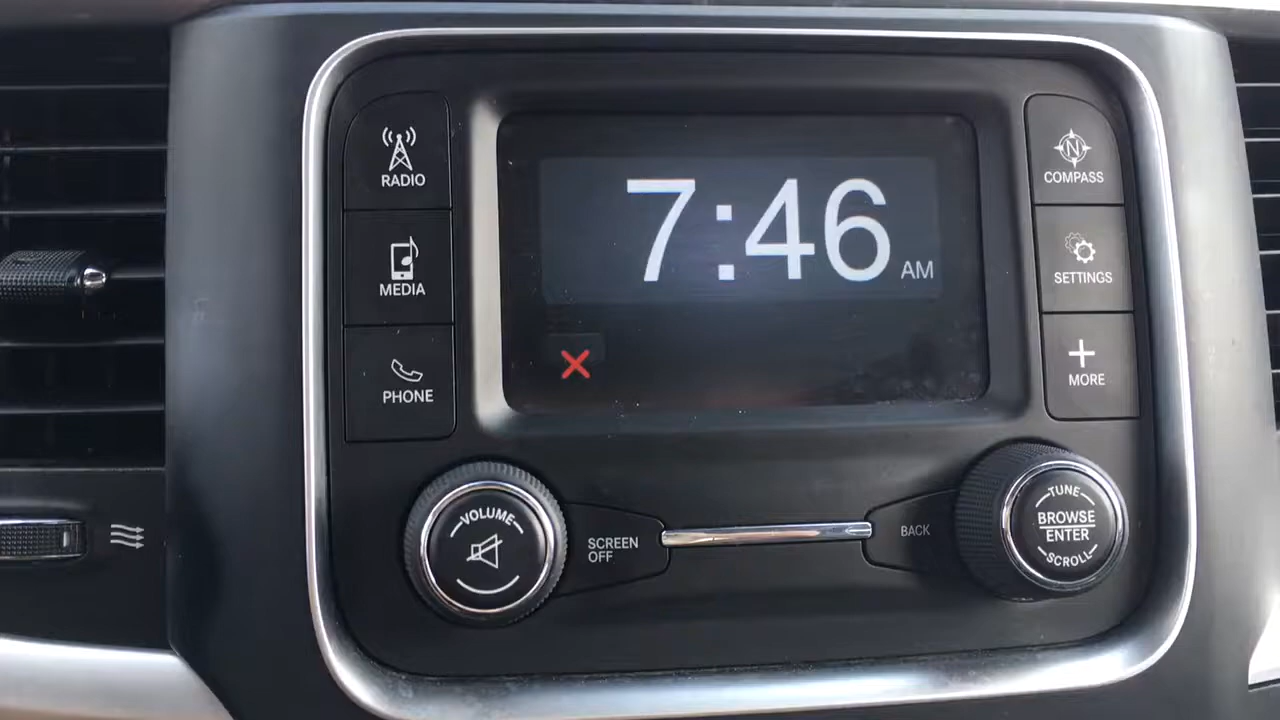 RADIO
MEDIA
PHONE
7:46 AM
N
COMPASS
SETTINGS
MORE
VOLUME
SCREEN
OFF
BACK
TUNE
BROWSE
ENTER
SCROLL